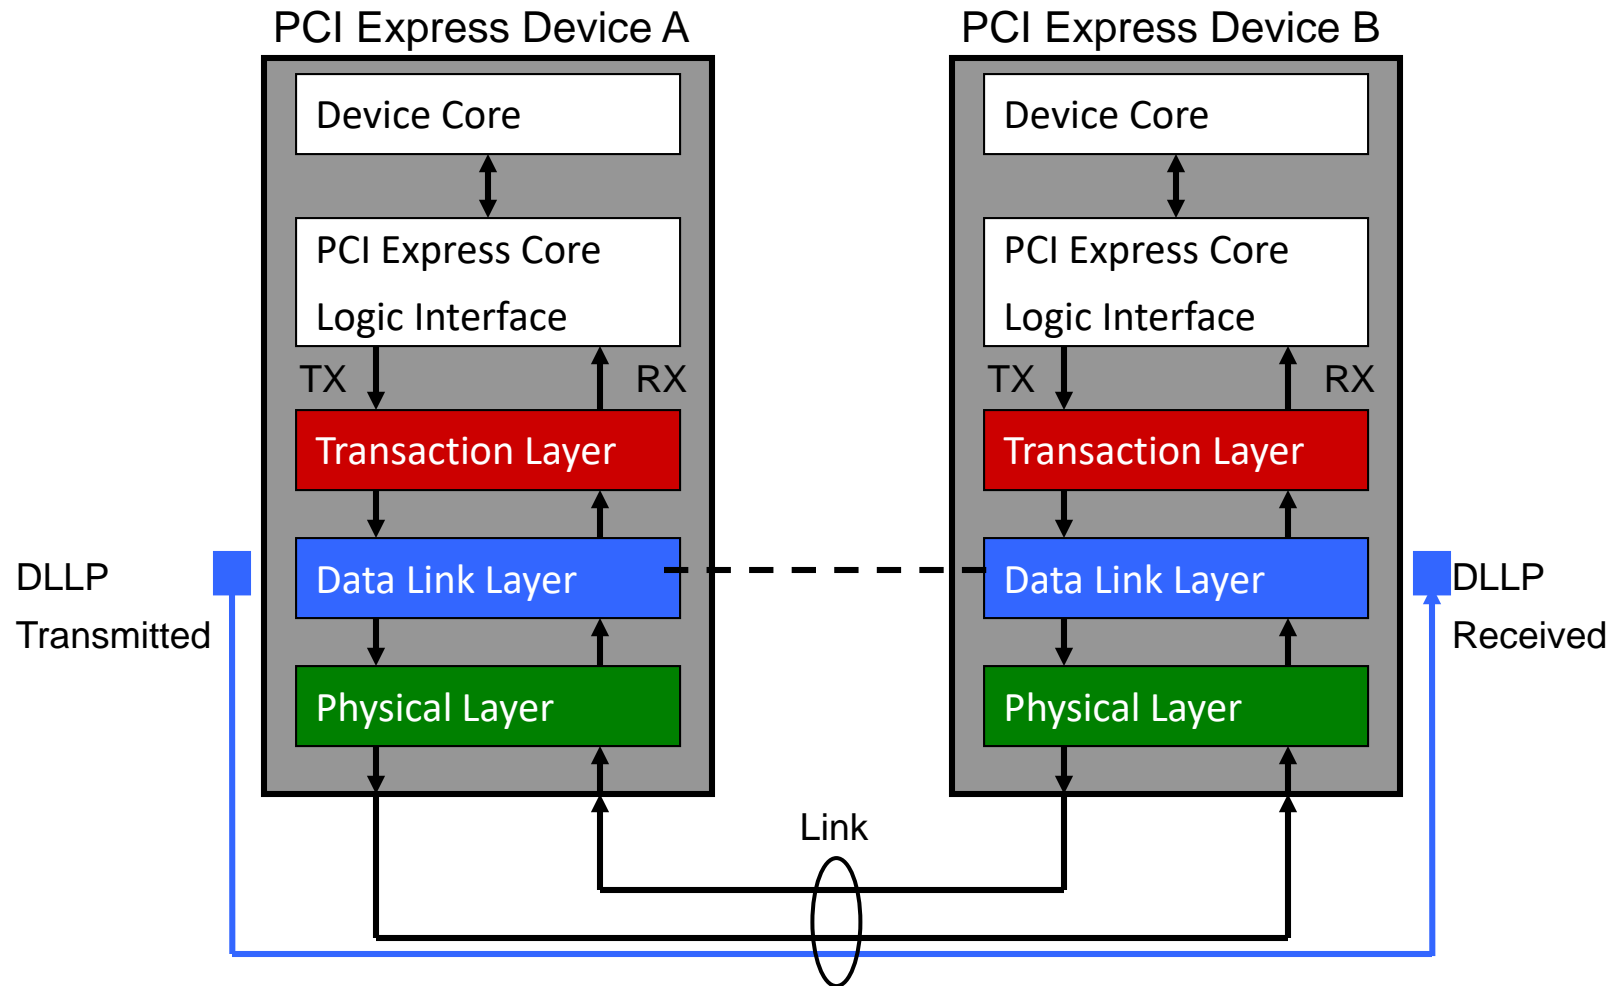 PCI Express Device A
PCI Express Device B
Device Core
Device Core
PCI Express Core
Logic Interface
PCI Express Core
Logic Interface
TX
RX
TX
RX
Transaction Layer
Transaction Layer
DLLP
Transmitted
Data Link Layer
Data Link Layer
DLLP
Received
Physical Layer
Physical Layer
Link